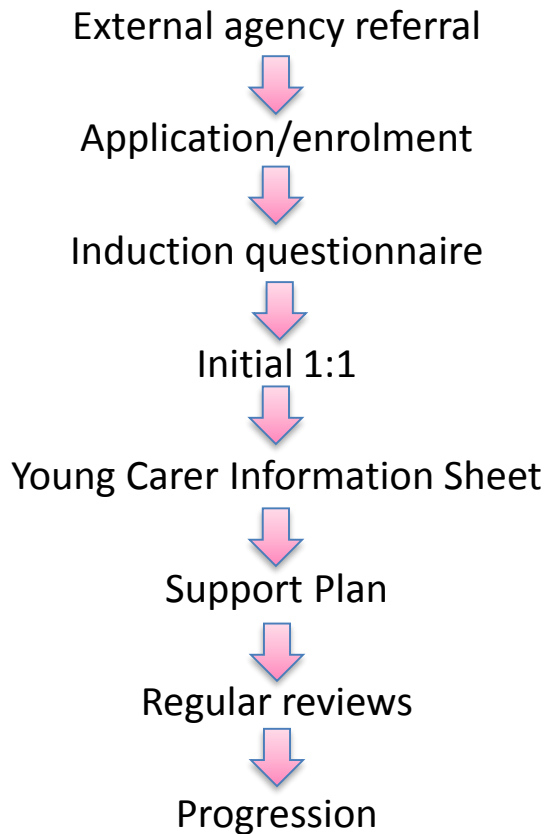 External agency referral
Application/enrolment
Induction questionnaire
Initial 1:1
Young Carer Information Sheet
Support Plan
Regular reviews
Progression